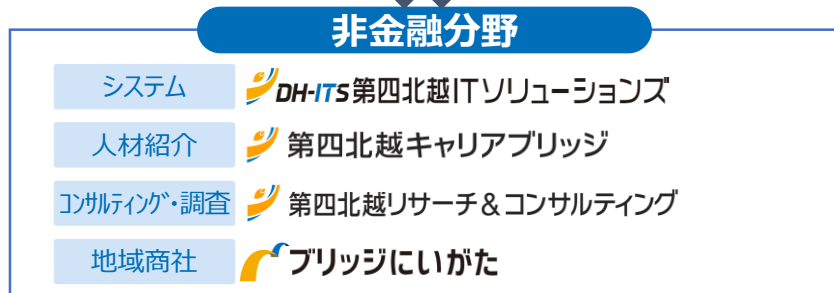 非金融分野
システム DH-ITS第四北越ITソリューションズ
人材紹介 第四北越キャリアブリッジ
コンサルティング・調査 第四北越リサーチ&コンサルティング
地域商社 ブリッジにいがた